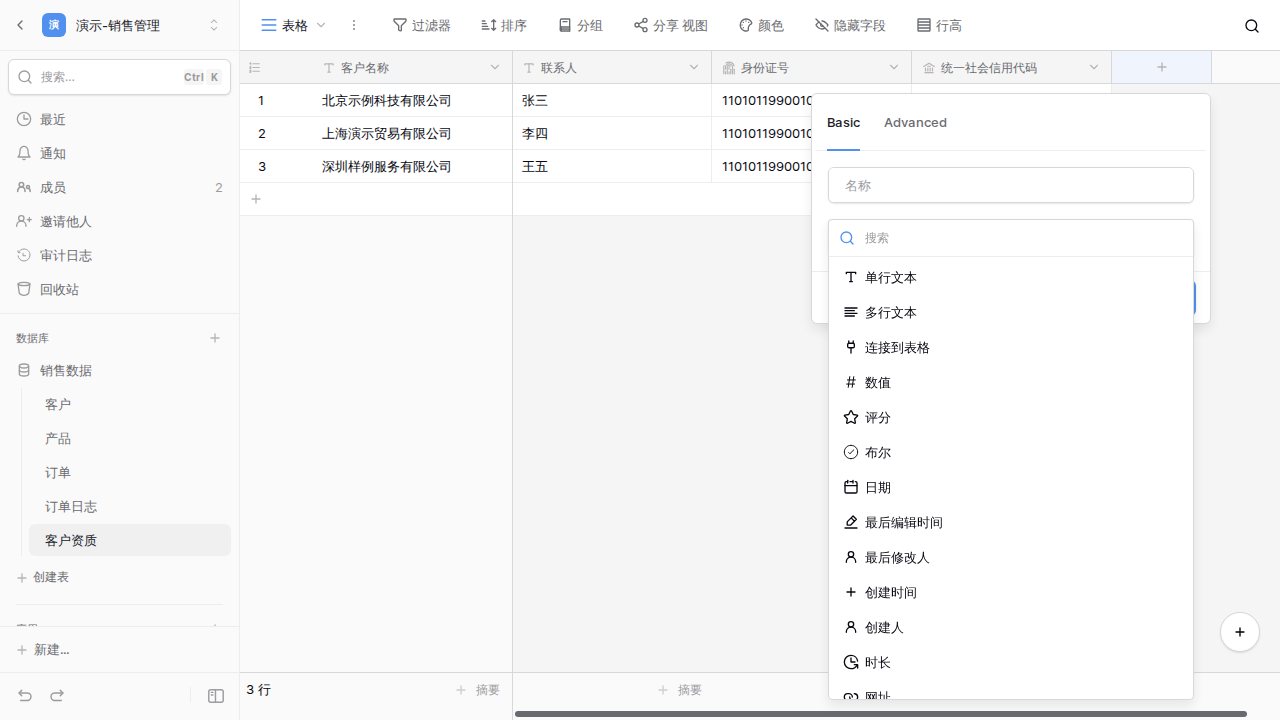 演 演示-销售管理
搜索... Ctrl K
最近
通知
成员 2
邀请他人
审计日志
回收站
数据库
销售数据
客户
产品
订单
订单日志
客户资质
创建表
新建...
表格 过滤器 排序 分组 分享 视图 颜色 隐藏字段 行高
客户名称 联系人 身份证号 统一社会信用代码
1 北京示例科技有限公司 张三 1101011990010
2 上海演示贸易有限公司 李四 1101011990010
3 深圳样例服务有限公司 王五 1101011990010
3 行 摘要 摘要
Basic Advanced
名称
搜索
单行文本
多行文本
连接到表格
数值
评分
布尔
日期
最后编辑时间
最后修改人
创建时间
创建人
时长
网址